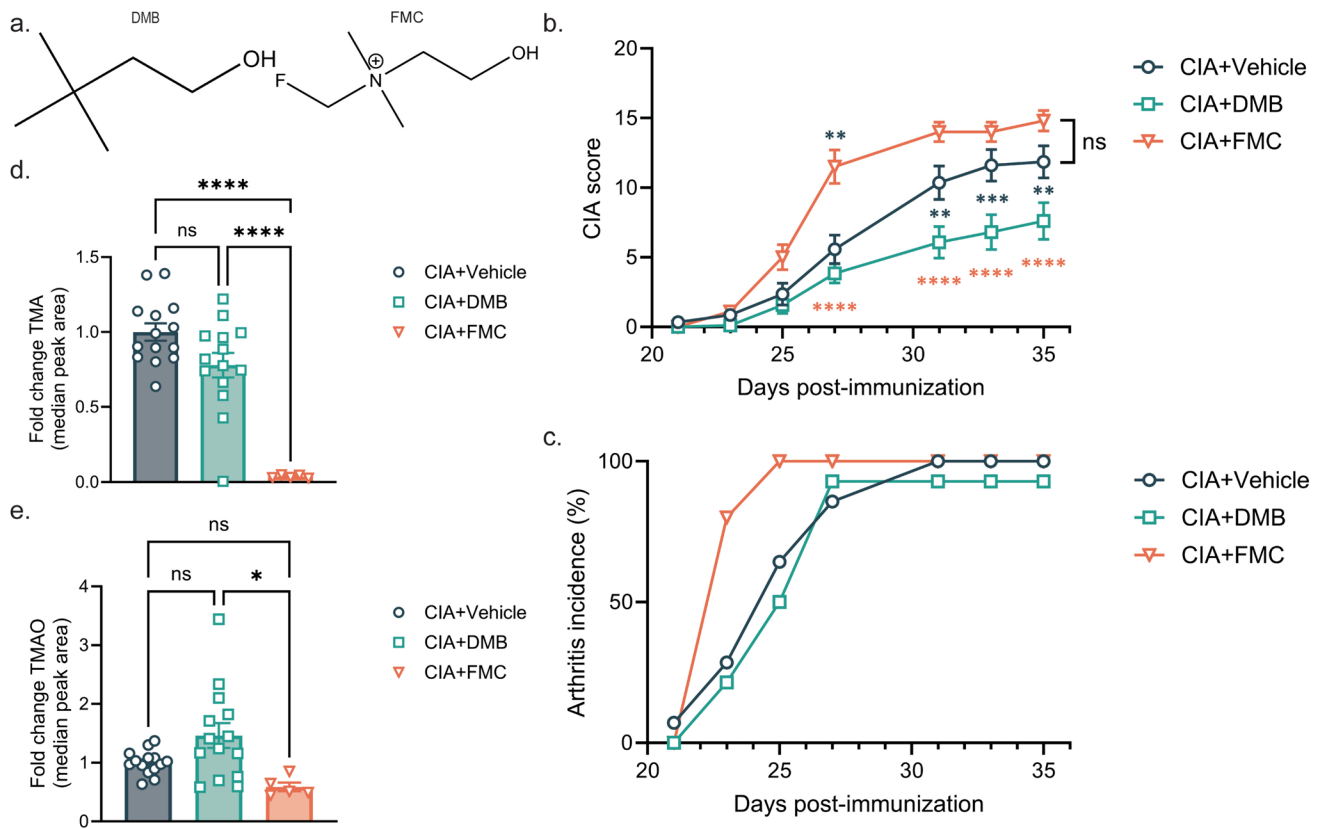 a.
DMB
OH
FMC
F
N
⊕
OH
b.
20
15
10
5
0
CIA score
**
**
***
**
****
****
****
****
ns
20
25
30
35
Days post-immunization
CIA+Vehicle
CIA+DMB
CIA+FMC
d.
****
ns
****
1.5
1.0
0.5
0.0
Fold change TMA
(median peak area)
CIA+Vehicle
CIA+DMB
CIA+FMC
c.
100
50
0
Arthritis incidence (%)
20
25
30
35
Days post-immunization
CIA+Vehicle
CIA+DMB
CIA+FMC
e.
ns
ns
*
4
3
2
1
0
Fold change TMAO
(median peak area)
CIA+Vehicle
CIA+DMB
CIA+FMC